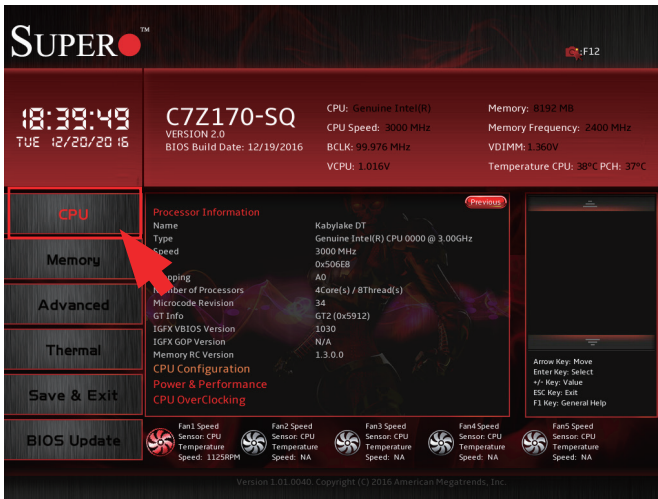 SUPER TM
:F12
18:39:49
TUE 12/20/2016
C7Z170-SQ
VERSION 2.0
BIOS Build Date: 12/19/2016
CPU: Genuine Intel(R)
CPU Speed: 3000 MHz
BCLK: 99.976 MHz
VCPU: 1.016V
Memory: 8192 MB
Memory Frequency: 2400 MHz
VDIMM: 1.360V
Temperature CPU: 38°C PCH: 37°C
CPU
Memory
Advanced
Thermal
Save & Exit
BIOS Update
Previous
Processor Information
Name Kabylake DT
Type Genuine Intel(R) CPU 0000 @ 3.00GHz
Speed 3000 MHz
0x506E8
pping A0
ber of Processors 4Core(s) / 8Thread(s)
Microcode Revision 34
GT Info GT2 (0x5912)
IGFX VBIOS Version 1030
IGFX GOP Version N/A
Memory RC Version 1.3.0.0
CPU Configuration
Power & Performance
CPU OverClocking
Arrow Key: Move
Enter Key: Select
+/- Key: Value
ESC Key: Exit
F1 Key: General Help
Fan1 Speed
Sensor: CPU
Temperature
Speed: 1125RPM
Fan2 Speed
Sensor: CPU
Temperature
Speed: NA
Fan3 Speed
Sensor: CPU
Temperature
Speed: NA
Fan4 Speed
Sensor: CPU
Temperature
Speed: NA
Fan5 Speed
Sensor: CPU
Temperature
Speed: NA
Version 1.01.0040. Copyright (C) 2016 American Megatrends, Inc.